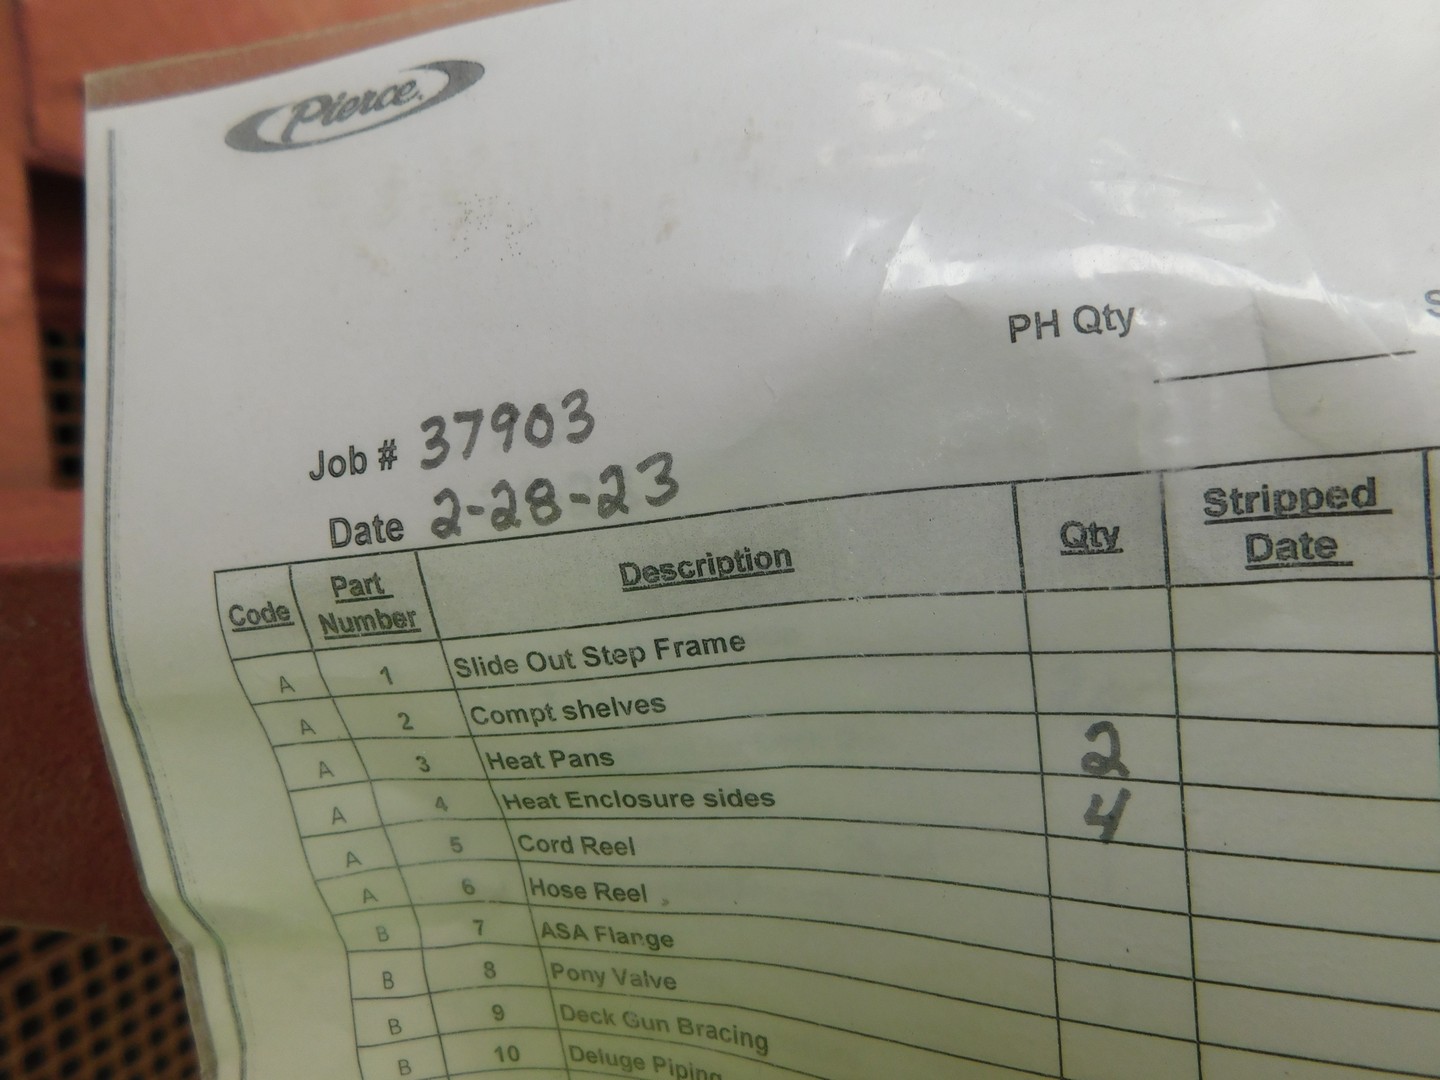 Pierce.
PH Qty
Job # 37903
Date 2-28-23
Code Part Number Description Qty Stripped Date
A 1 Slide Out Step Frame
A 2 Compt shelves
A 3 Heat Pans 2
A 4 Heat Enclosure sides 4
A 5 Cord Reel
A 6 Hose Reel
B 7 ASA Flange
B 8 Pony Valve
B 9 Deck Gun Bracing
B 10 Deluge Piping